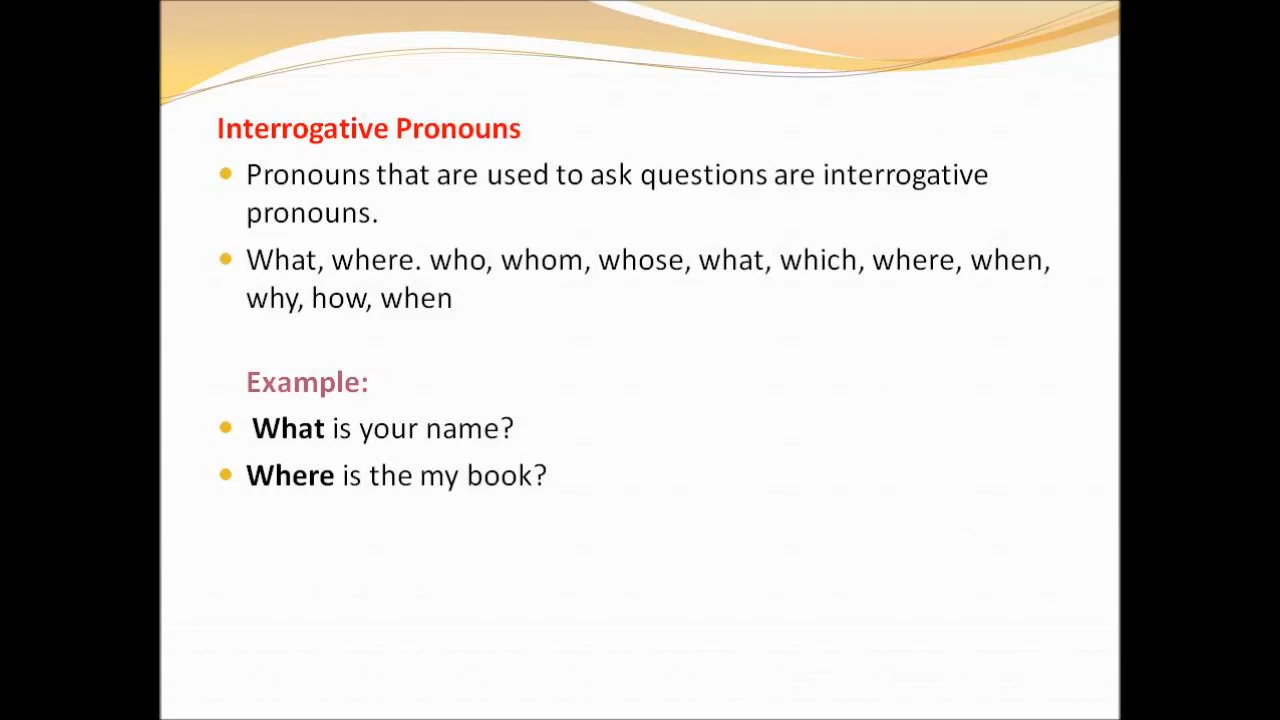 Interrogative Pronouns
Pronouns that are used to ask questions are interrogative
pronouns.
What, where. who, whom, whose, what, which, where, when,
why, how, when
Example:
What is your name?
Where is the my book?